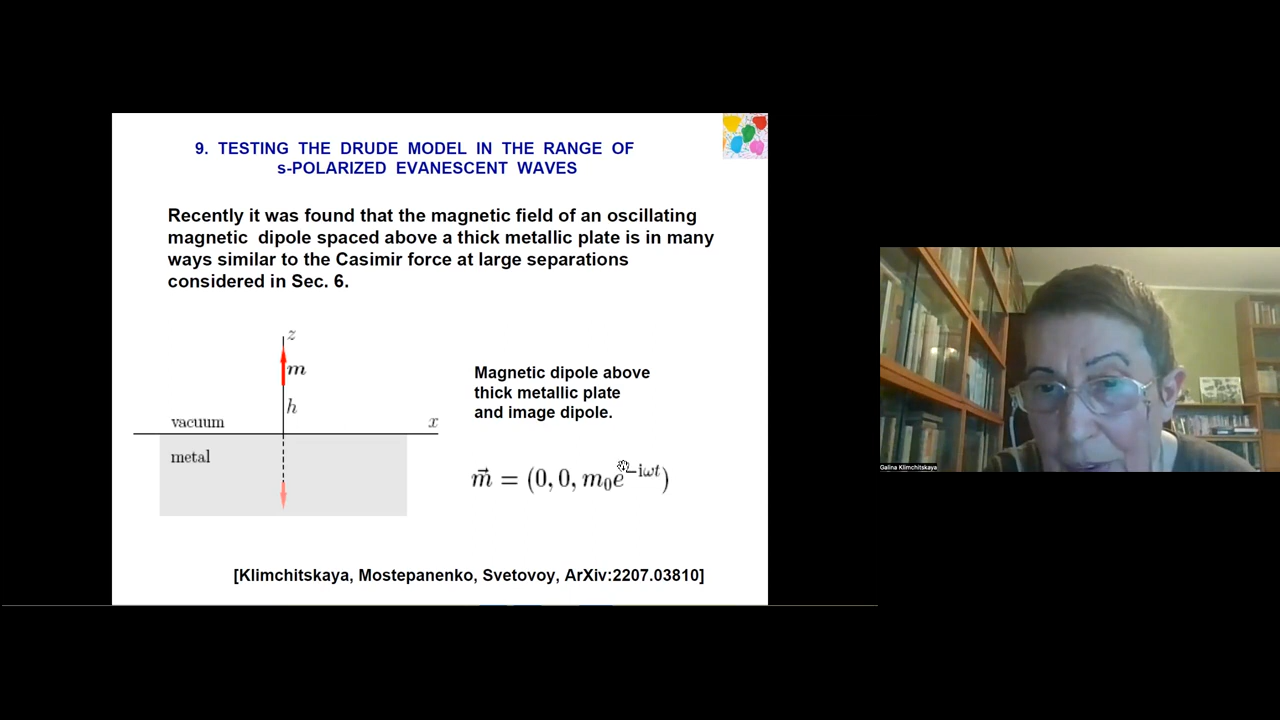 9. TESTING THE DRUDE MODEL IN THE RANGE OF
s-POLARIZED EVANESCENT WAVES
Recently it was found that the magnetic field of an oscillating
magnetic dipole spaced above a thick metallic plate is in many
ways similar to the Casimir force at large separations
considered in Sec. 6.
z
m
h
vacuum
x
metal
Magnetic dipole above
thick metallic plate
and image dipole.
m⃗ = (0, 0, m₀e^{−iωt})
[Klimchitskaya, Mostepanenko, Svetovoy, ArXiv:2207.03810]
Galina Klimchitskaya